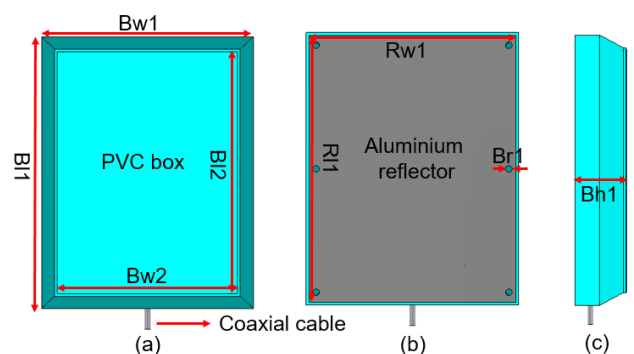 Bw1
Bl1
PVC box
Bl2
Bw2
Coaxial cable
(a)
Rw1
Rl1
Aluminium
reflector
Br1
(b)
Bh1
(c)